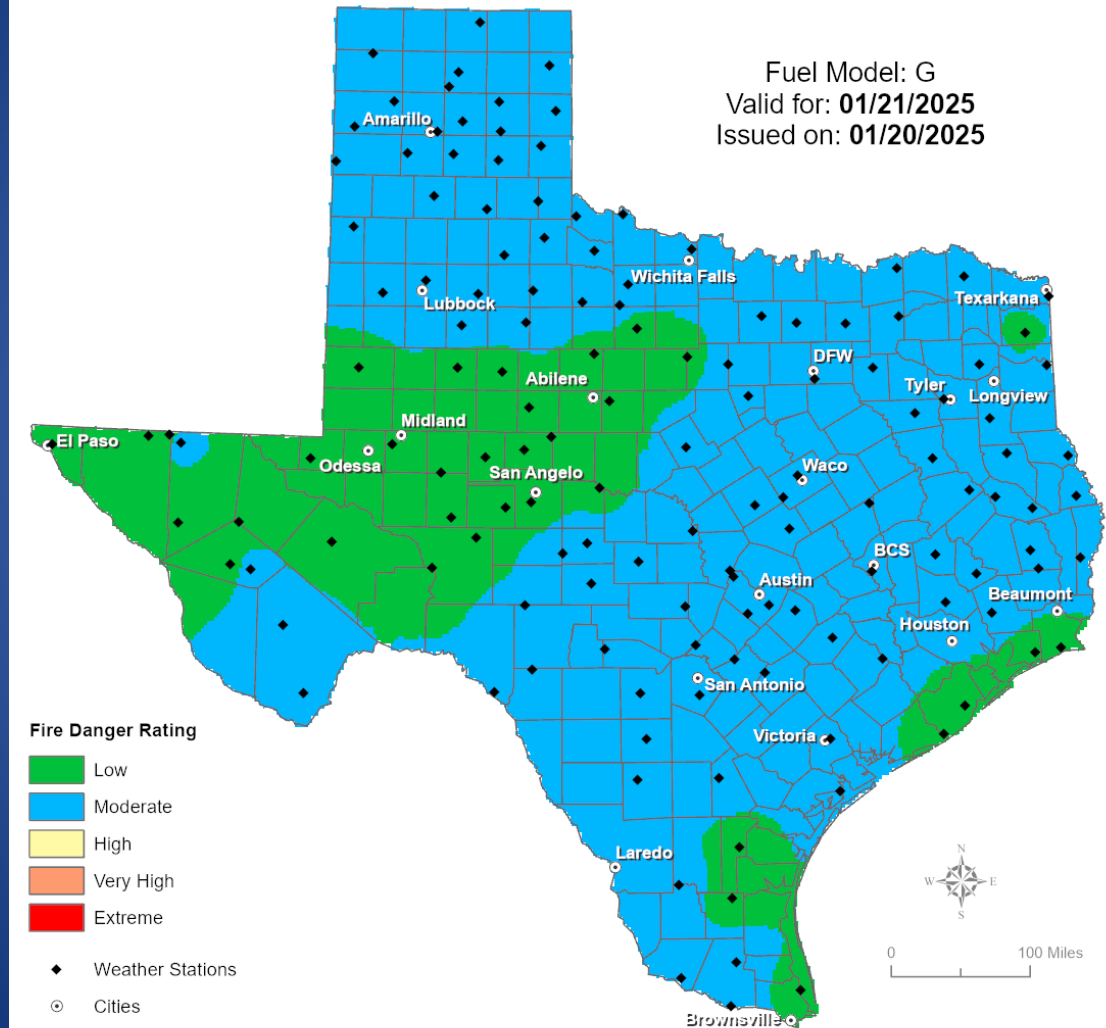 Fuel Model: G
Valid for: 01/21/2025
Issued on: 01/20/2025
Amarillo
Wichita Falls
Lubbock
Texarkana
DFW
Abilene
Tyler
Longview
Midland
El Paso
Odessa
San Angelo
Waco
BCS
Austin
Beaumont
Houston
San Antonio
Victoria
Laredo
Brownsville
Fire Danger Rating
Low
Moderate
High
Very High
Extreme
Weather Stations
Cities
N
W E
S
0 100 Miles